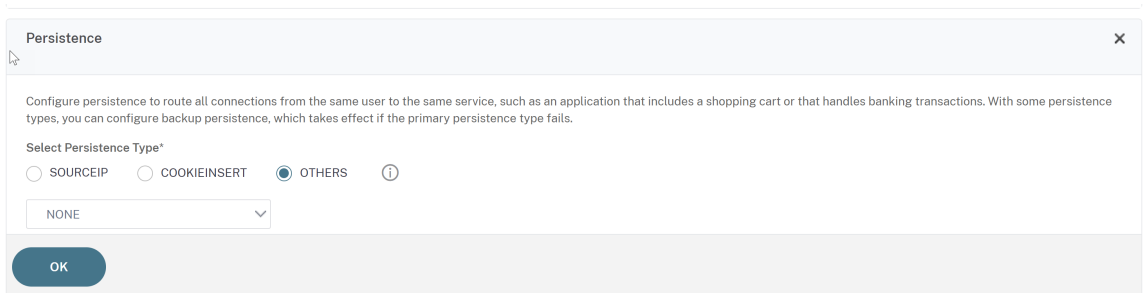 Persistence
Configure persistence to route all connections from the same user to the same service, such as an application that includes a shopping cart or that handles banking transactions. With some persistence
types, you can configure backup persistence, which takes effect if the primary persistence type fails.
Select Persistence Type*
SOURCEIP COOKIEINSERT OTHERS
NONE
OK